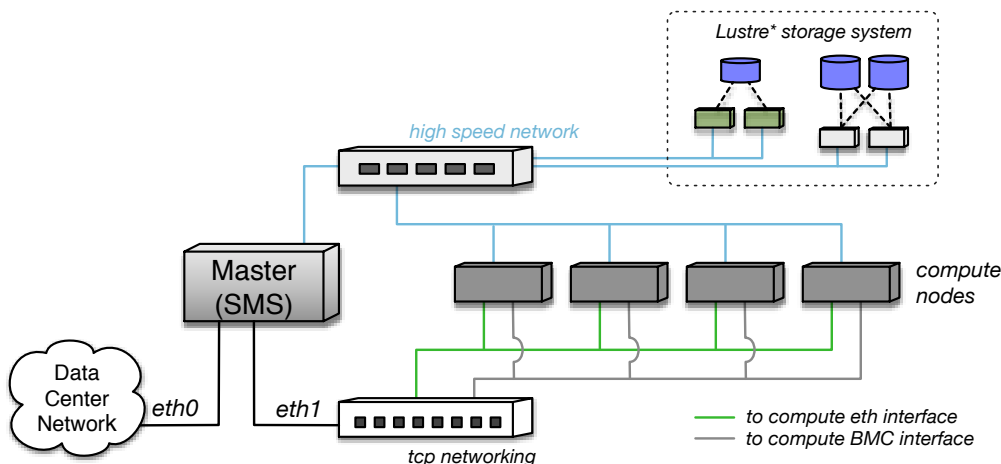 Lustre* storage system
high speed network
Master
(SMS)
compute
nodes
Data
Center
Network
eth0
eth1
to compute eth interface
to compute BMC interface
tcp networking